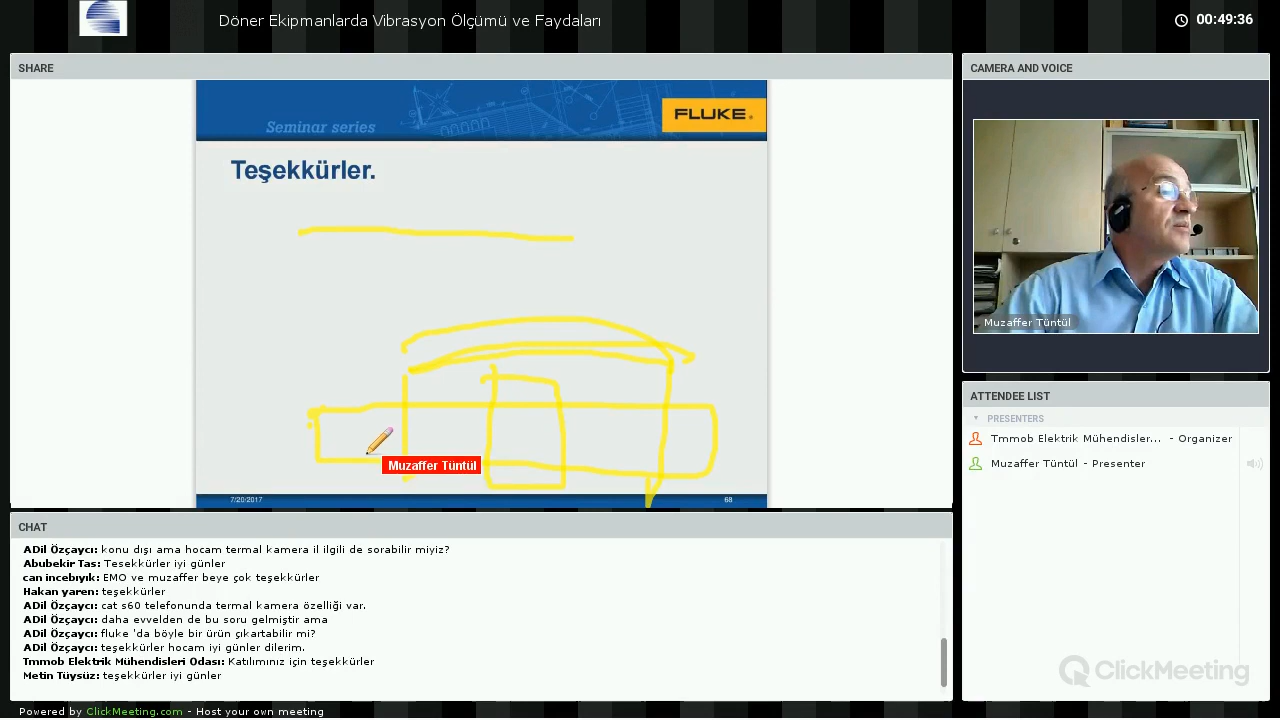 Döner Ekipmanlarda Vibrasyon Ölçümü ve Faydaları
00:49:36
SHARE
Seminar series
FLUKE®
Teşekkürler.
Muzaffer Tüntül
7/20/2017
68
CAMERA AND VOICE
Muzaffer Tüntül
ATTENDEE LIST
PRESENTERS
Tmmob Elektrik Mühendisler... - Organizer
Muzaffer Tüntül - Presenter
CHAT
ADil Özçaycı: konu dışı ama hocam termal kamera il ilgili de sorabilir miyiz?
Abubekir Tas: Tesekkürler iyi günler
can incebıyık: EMO ve muzaffer beye çok teşekkürler
Hakan yaren: teşekkürler
ADil Özçaycı: cat s60 telefonunda termal kamera özelliği var.
ADil Özçaycı: daha evvelden de bu soru gelmiştir ama
ADil Özçaycı: fluke 'da böyle bir ürün çıkartabilir mi?
ADil Özçaycı: teşekkürler hocam iyi günler dilerim.
Tmmob Elektrik Mühendisleri Odası: Katılımınız için teşekkürler
Metin Tüysüz: teşekkürler iyi günler
ClickMeeting
Powered by ClickMeeting.com - Host your own meeting